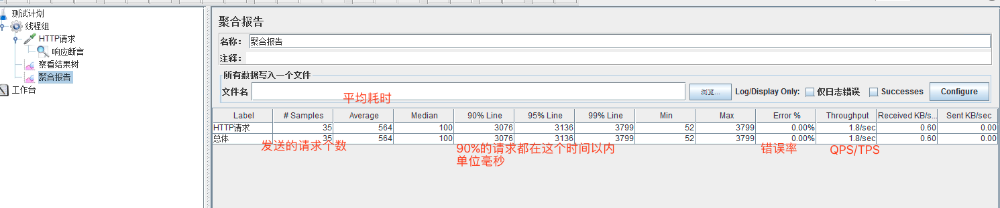 测试计划
线程组
HTTP请求
响应断言
察看结果树
聚合报告
工作台
聚合报告
名称： 聚合报告
注释：
所有数据写入一个文件
文件名 浏览... Log/Display Only: 仅日志错误 Successes Configure
平均耗时
Label # Samples Average Median 90% Line 95% Line 99% Line Min Max Error % Throughput Received KB/s... Sent KB/sec
HTTP请求 35 564 100 3076 3136 3799 52 3799 0.00% 1.8/sec 0.60 0.00
总体 35 564 100 3076 3136 3799 52 3799 0.00% 1.8/sec 0.60 0.00
发送的请求个数 90%的请求都在这个时间以内 错误率 QPS/TPS
单位毫秒